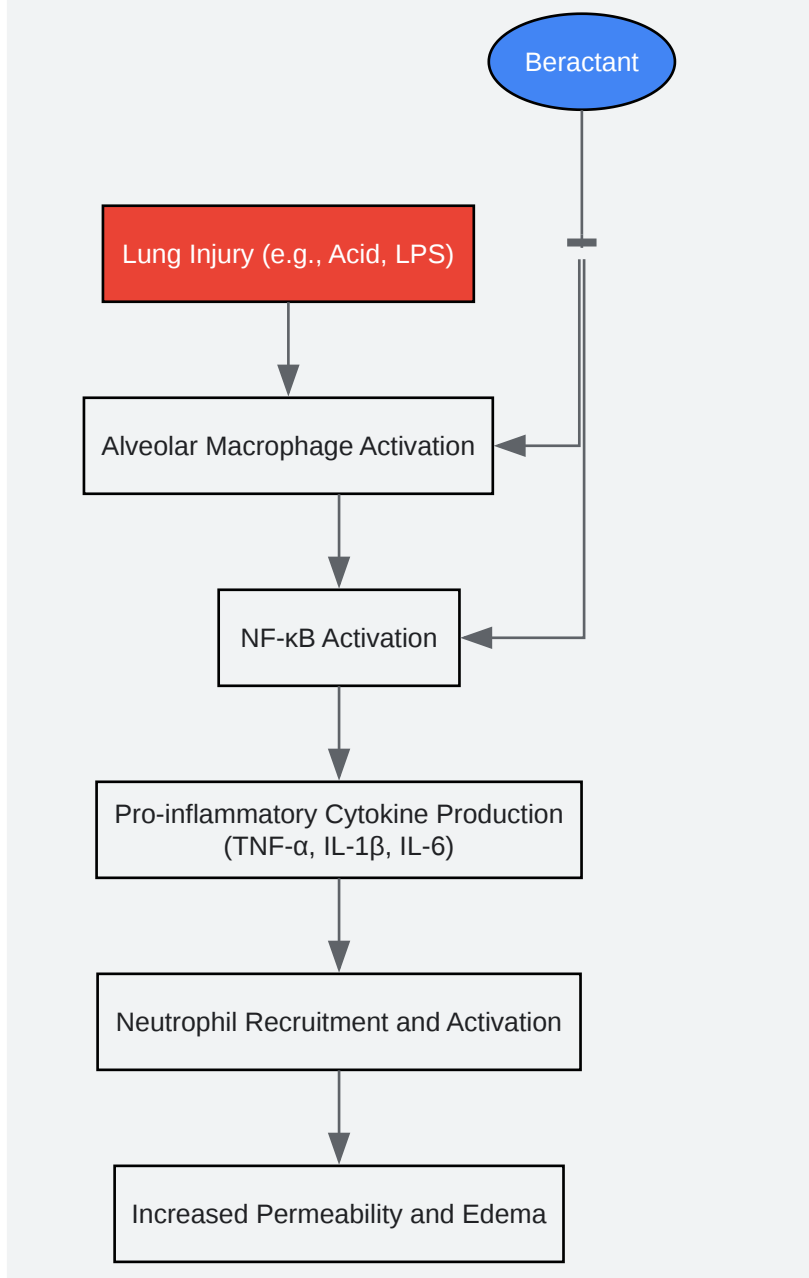 Beractant
Lung Injury (e.g., Acid, LPS)
Alveolar Macrophage Activation
NF-κB Activation
Pro-inflammatory Cytokine Production
(TNF-α, IL-1β, IL-6)
Neutrophil Recruitment and Activation
Increased Permeability and Edema